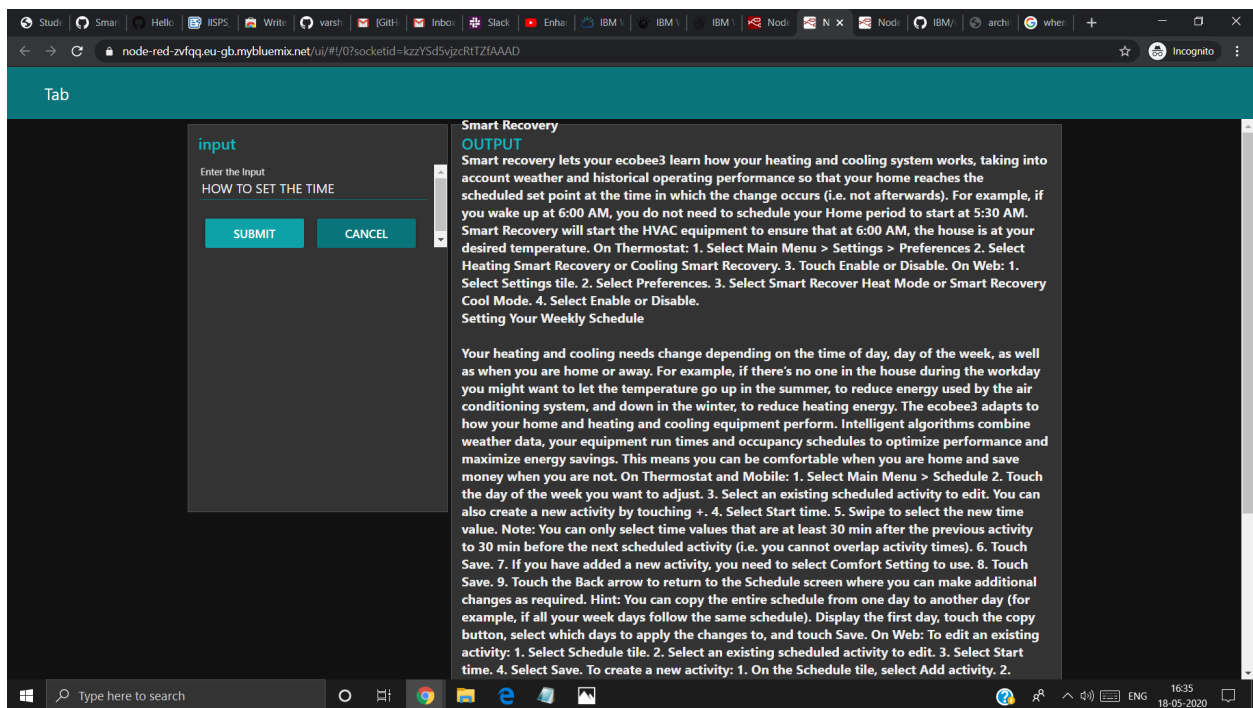 Stude
Smar
Hello
IISPS_
Write
varsh
[GitH
Inbo
Slack
Enha
IBM \
IBM \
IBM \
Node
N
Node
IBM/
archi
when
node-red-zvfqq.eu-gb.mybluemix.net/ui/#!/0?socketid=kzzYSd5vjzcRtTZfAAAD
Incognito
Tab
input
Enter the Input *
HOW TO SET THE TIME
SUBMIT
CANCEL
Smart Recovery
OUTPUT
Smart recovery lets your ecobee3 learn how your heating and cooling system works, taking into
account weather and historical operating performance so that your home reaches the
scheduled set point at the time in which the change occurs (i.e. not afterwards). For example, if
you wake up at 6:00 AM, you do not need to schedule your Home period to start at 5:30 AM.
Smart Recovery will start the HVAC equipment to ensure that at 6:00 AM, the house is at your
desired temperature. On Thermostat: 1. Select Main Menu > Settings > Preferences 2. Select
Heating Smart Recovery or Cooling Smart Recovery. 3. Touch Enable or Disable. On Web: 1.
Select Settings tile. 2. Select Preferences. 3. Select Smart Recover Heat Mode or Smart Recovery
Cool Mode. 4. Select Enable or Disable.
Setting Your Weekly Schedule
Your heating and cooling needs change depending on the time of day, day of the week, as well
as when you are home or away. For example, if there's no one in the house during the workday
you might want to let the temperature go up in the summer, to reduce energy used by the air
conditioning system, and down in the winter, to reduce heating energy. The ecobee3 adapts to
how your home and heating and cooling equipment perform. Intelligent algorithms combine
weather data, your equipment run times and occupancy schedules to optimize performance and
maximize energy savings. This means you can be comfortable when you are home and save
money when you are not. On Thermostat and Mobile: 1. Select Main Menu > Schedule 2. Touch
the day of the week you want to adjust. 3. Select an existing scheduled activity to edit. You can
also create a new activity by touching +. 4. Select Start time. 5. Swipe to select the new time
value. Note: You can only select time values that are at least 30 min after the previous activity
to 30 min before the next scheduled activity (i.e. you cannot overlap activity times). 6. Touch
Save. 7. If you have added a new activity, you need to select Comfort Setting to use. 8. Touch
Save. 9. Touch the Back arrow to return to the Schedule screen where you can make additional
changes as required. Hint: You can copy the entire schedule from one day to another day (for
example, if all your week days follow the same schedule). Display the first day, touch the copy
button, select which days to apply the changes to, and touch Save. On Web: To edit an existing
activity: 1. Select Schedule tile. 2. Select an existing scheduled activity to edit. 3. Select Start
time. 4. Select Save. To create a new activity: 1. On the Schedule tile, select Add activity. 2.
Type here to search
ENG
16:35
18-05-2020